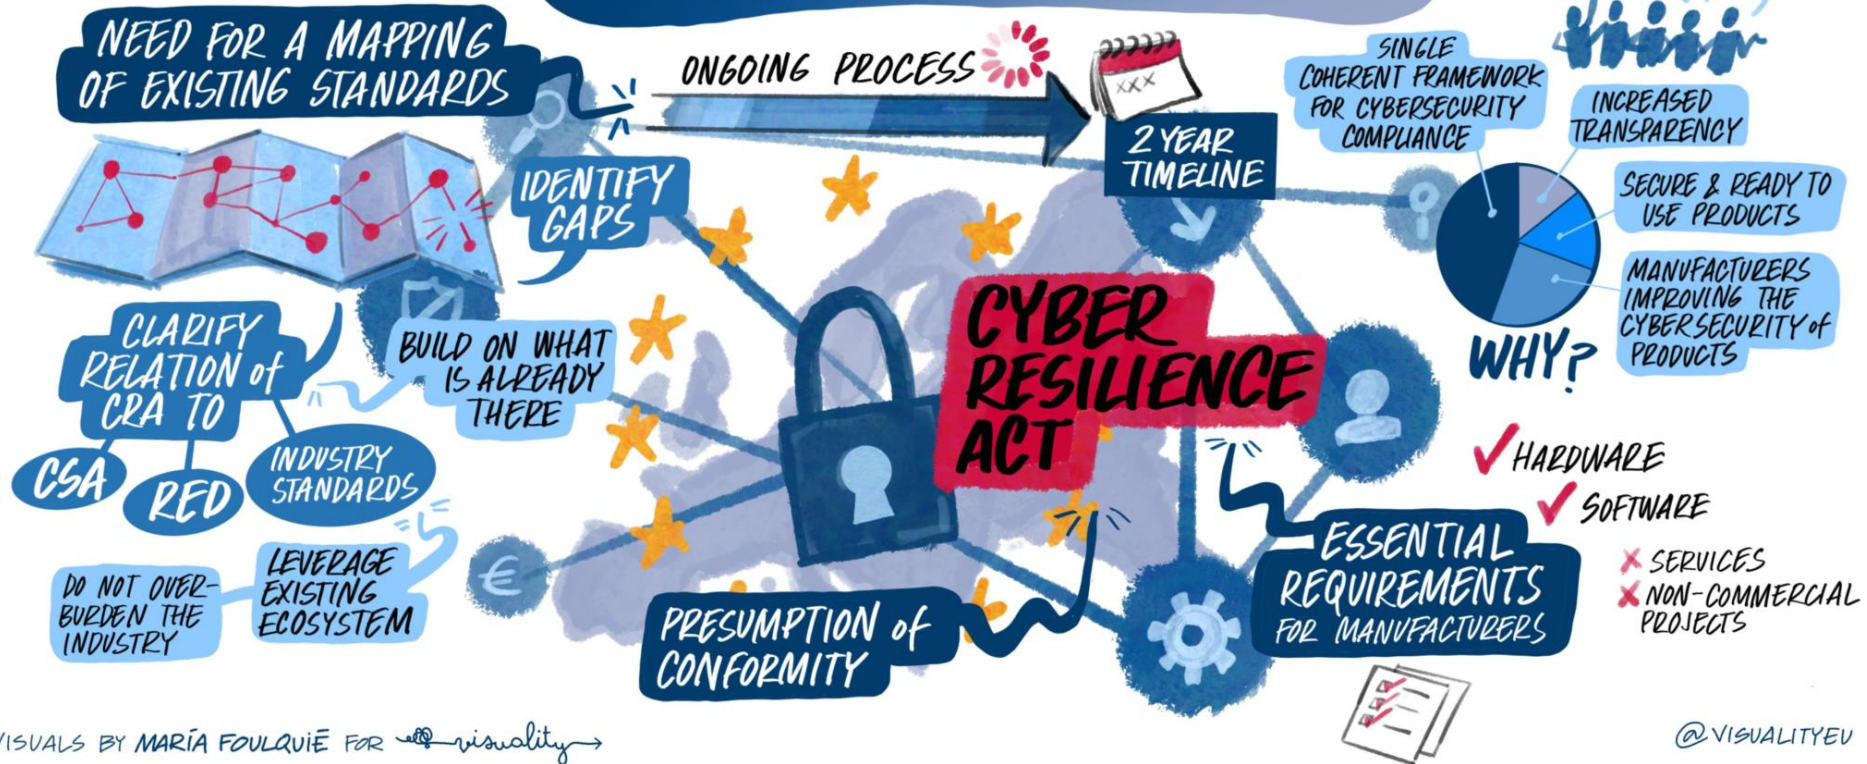 NEED FOR A MAPPING
OF EXISTING STANDARDS
IDENTIFY
GAPS
CLARIFY
RELATION of
CRA TO
CSA
RED
INDUSTRY
STANDARDS
BUILD ON WHAT
IS ALREADY
THERE
LEVERAGE
EXISTING
ECOSYSTEM
DO NOT OVER-
BURDEN THE
INDUSTRY
ONGOING PROCESS
XXX
2 YEAR
TIMELINE
CYBER
RESILIENCE
ACT
€
PRESUMPTION of
CONFORMITY
SINGLE
COHERENT FRAMEWORK
FOR CYBERSECURITY
COMPLIANCE
INCREASED
TRANSPARENCY
SECURE & READY TO
USE PRODUCTS
MANUFACTURERS
IMPROVING THE
CYBERSECURITY of
PRODUCTS
WHY?
HARDWARE
SOFTWARE
SERVICES
NON-COMMERCIAL
PROJECTS
ESSENTIAL
REQUIREMENTS
FOR MANUFACTURERS
VISUALS BY MARÍA FOULQUIÉ FOR visuality
@VISUALITYEU